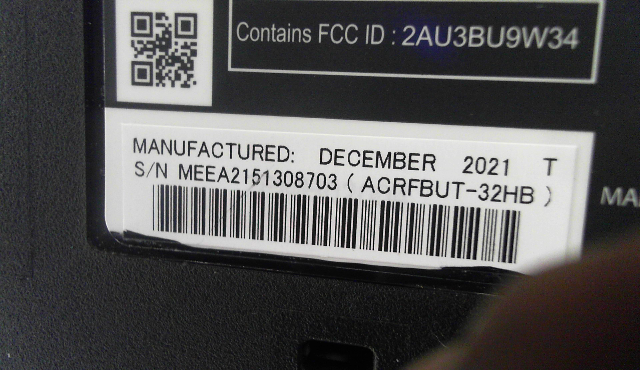 Contains FCC ID : 2AU3BU9W34
MANUFACTURED: DECEMBER 2021 T
S/N MEEA2151308703 ( ACRFBUT-32HB )